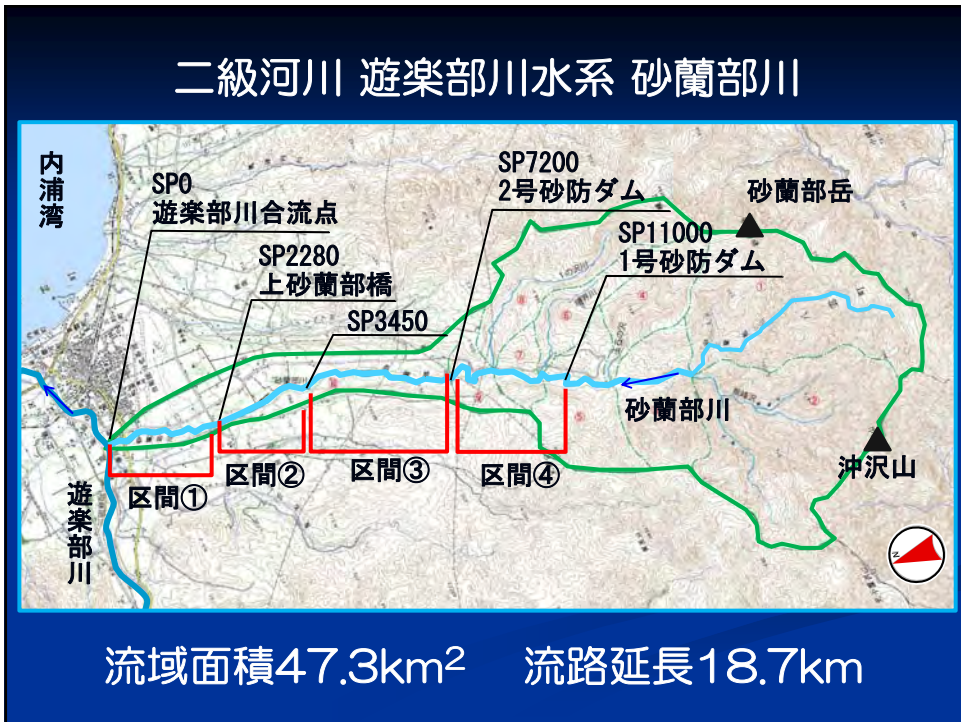 二級河川 遊楽部川水系 砂蘭部川
内浦湾
SP0
遊楽部川合流点
SP2280
上砂蘭部橋
SP3450
SP7200
2号砂防ダム
SP11000
1号砂防ダム
砂蘭部岳
砂蘭部川
沖沢山
区間①
区間②
区間③
区間④
遊楽部川
N
流域面積47.3km²　流路延長18.7km